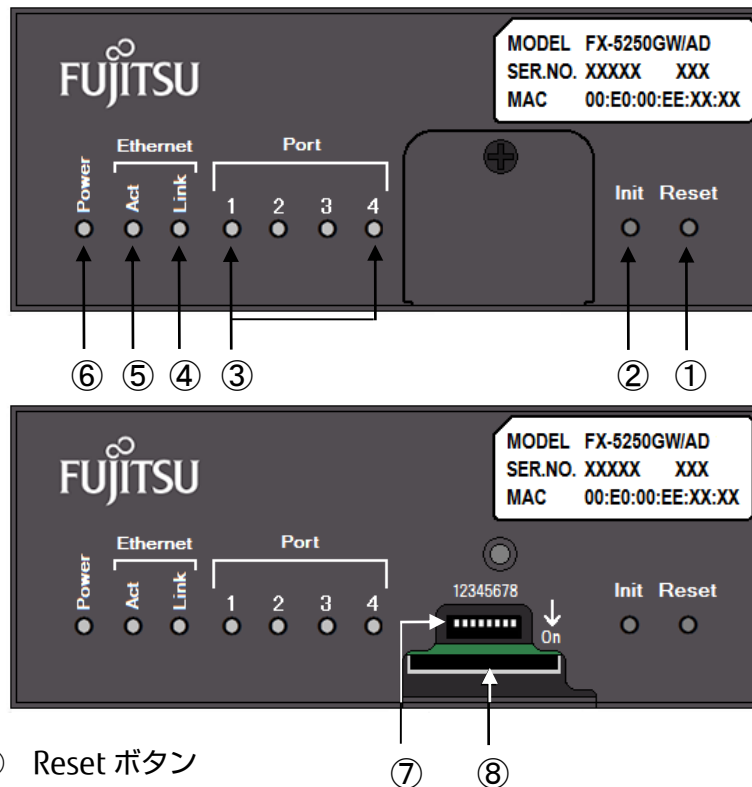 FUJITSU
MODEL FX-5250GW/AD
SER.NO. XXXXX XXX
MAC 00:E0:00:EE:XX:XX
Power
Ethernet
Act
Link
Port
1 2 3 4
Init Reset
⑥ ⑤ ④ ③ ② ①
FUJITSU
MODEL FX-5250GW/AD
SER.NO. XXXXX XXX
MAC 00:E0:00:EE:XX:XX
Power
Ethernet
Act
Link
Port
1 2 3 4
12345678
On
Init Reset
⑦ ⑧
Reset ボタン